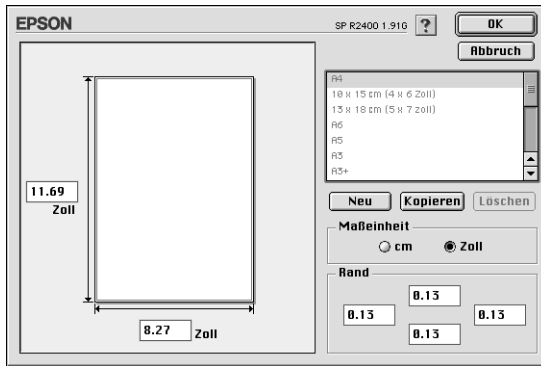 EPSON
SP R2400 1.91G
?
OK
Abbruch
A4
10 x 15 cm (4 x 6 Zoll)
13 x 18 cm (5 x 7 zoll)
A6
A5
A3
A3+
11.69
Zoll
8.27 Zoll
Neu Kopieren Löschen
Maßeinheit
cm Zoll
Rand
0.13
0.13 0.13
0.13